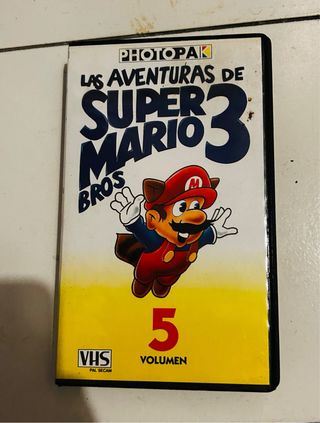 PHOTOPAK
LAS AVENTURAS DE
SUPER
MARIO 3
BROS
M
5
VOLUMEN
VHS
PAL SECAM